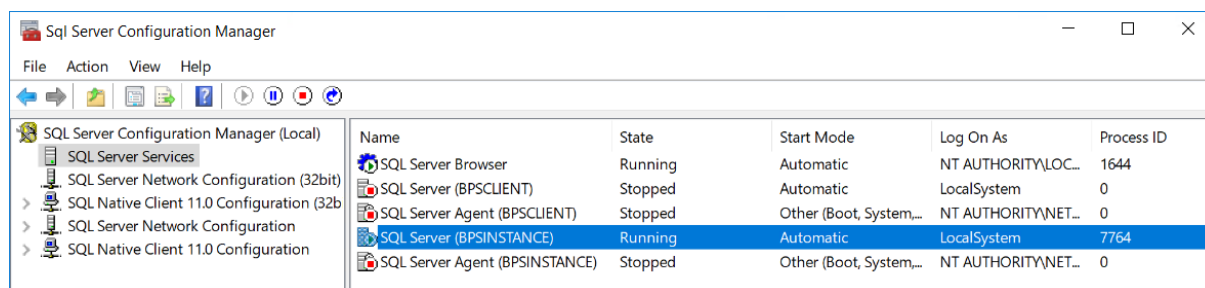 Sql Server Configuration Manager
File Action View Help
SQL Server Configuration Manager (Local)
SQL Server Services
SQL Server Network Configuration (32bit)
SQL Native Client 11.0 Configuration (32b
SQL Server Network Configuration
SQL Native Client 11.0 Configuration
Name State Start Mode Log On As Process ID
SQL Server Browser Running Automatic NT AUTHORITY\LOC... 1644
SQL Server (BPSCLIENT) Stopped Automatic LocalSystem 0
SQL Server Agent (BPSCLIENT) Stopped Other (Boot, System,... NT AUTHORITY\NET... 0
SQL Server (BPSINSTANCE) Running Automatic LocalSystem 7764
SQL Server Agent (BPSINSTANCE) Stopped Other (Boot, System,... NT AUTHORITY\NET... 0